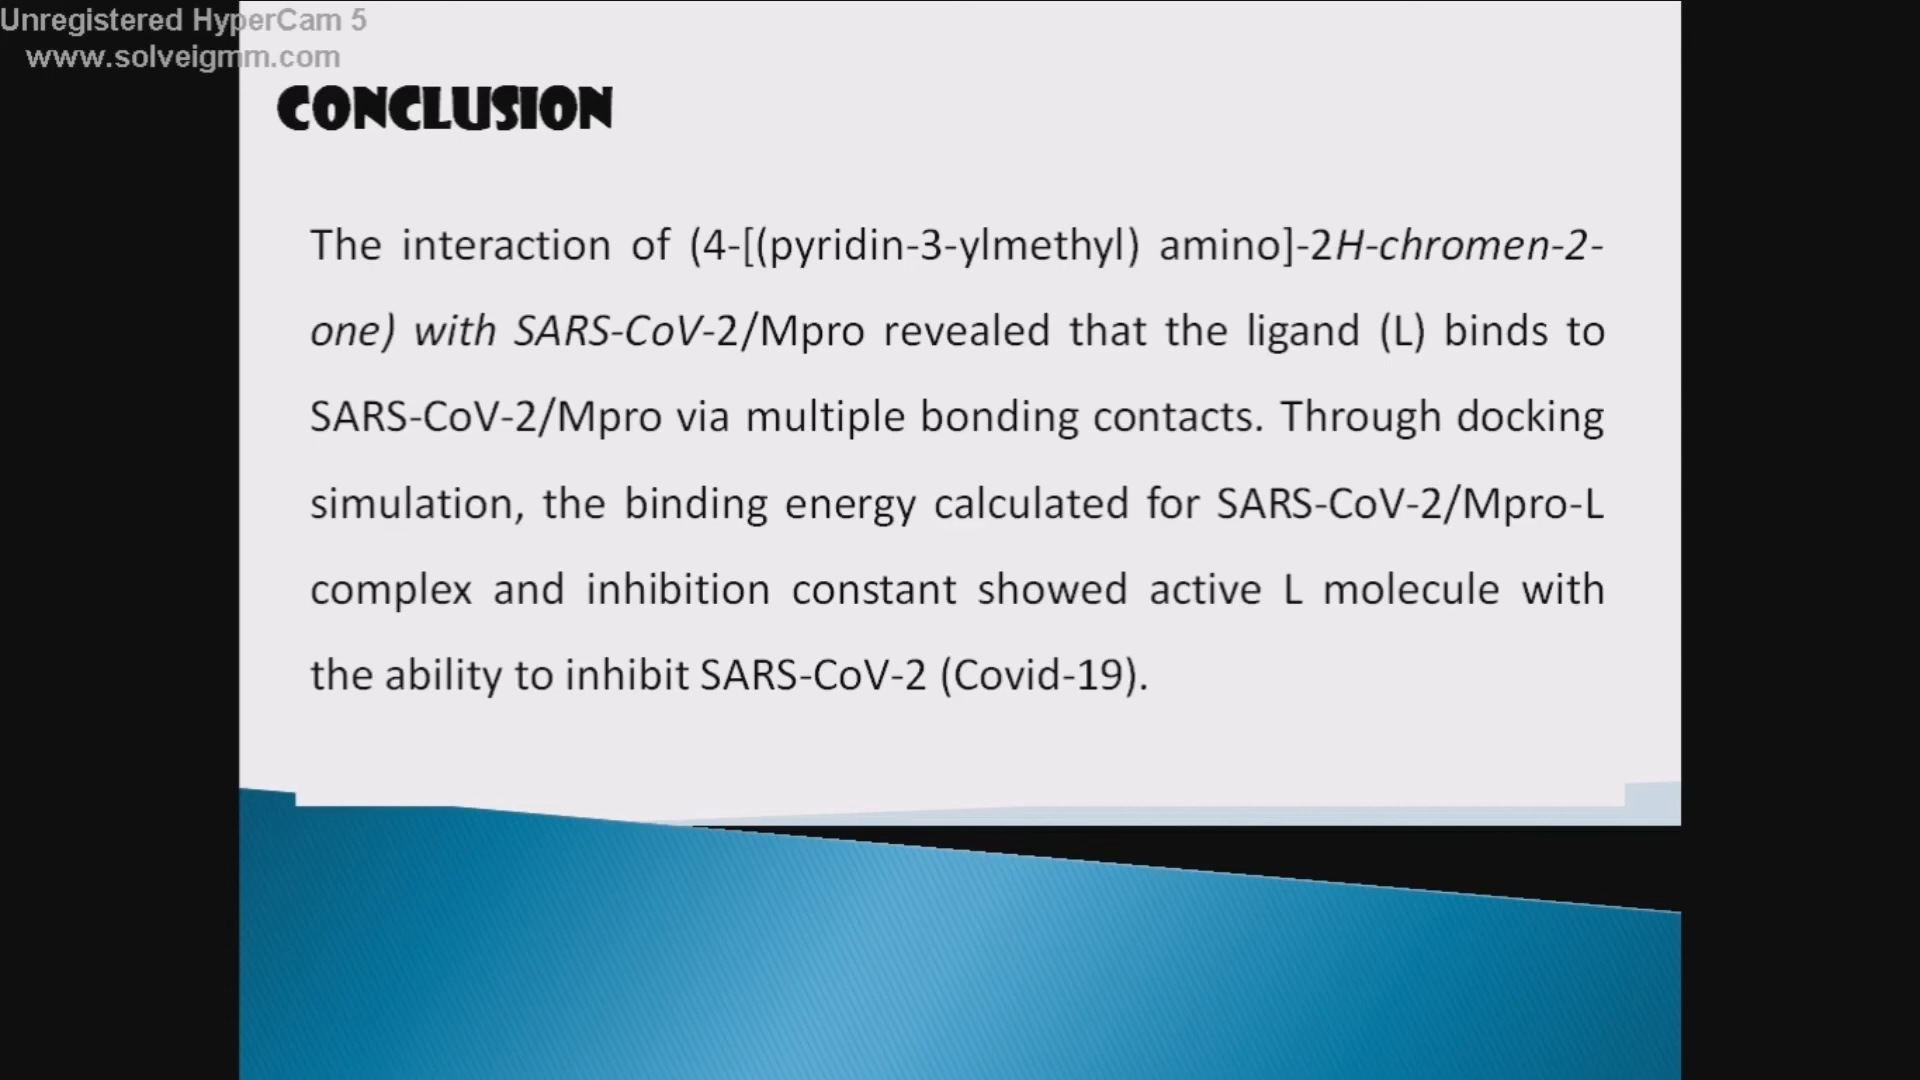 Unregistered HyperCam 5
www.solveigmm.com
CONCLUSION
The interaction of (4-[(pyridin-3-ylmethyl) amino]-2H-chromen-2-
one) with SARS-CoV-2/Mpro revealed that the ligand (L) binds to
SARS-CoV-2/Mpro via multiple bonding contacts. Through docking
simulation, the binding energy calculated for SARS-CoV-2/Mpro-L
complex and inhibition constant showed active L molecule with
the ability to inhibit SARS-CoV-2 (Covid-19).